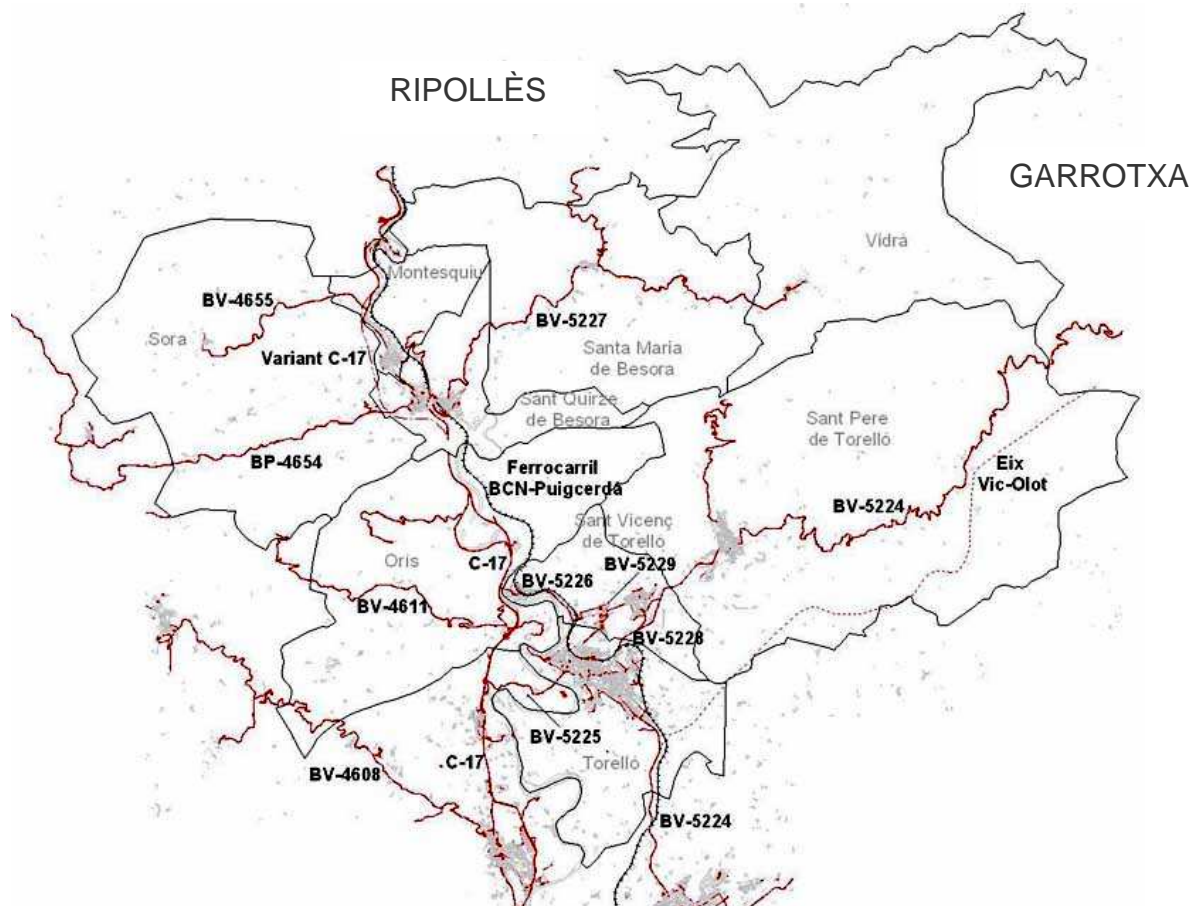 RIPOLLÈS
GARROTXA
Vidrà
Montesquiu
BV-4655
BV-5227
Sora
Variant C-17
Santa Maria
de Besora
Sant Quirze
de Besora
Sant Pere
de Torelló
BP-4654
Ferrocarril
BCN-Puigcerdà
Eix
Vic-Olot
BV-5224
Sant Vicenç
de Torelló
Oris
C-17
BV-5226
BV-5229
BV-4611
BV-5228
BV-5225
C-17
Torelló
BV-4608
BV-5224